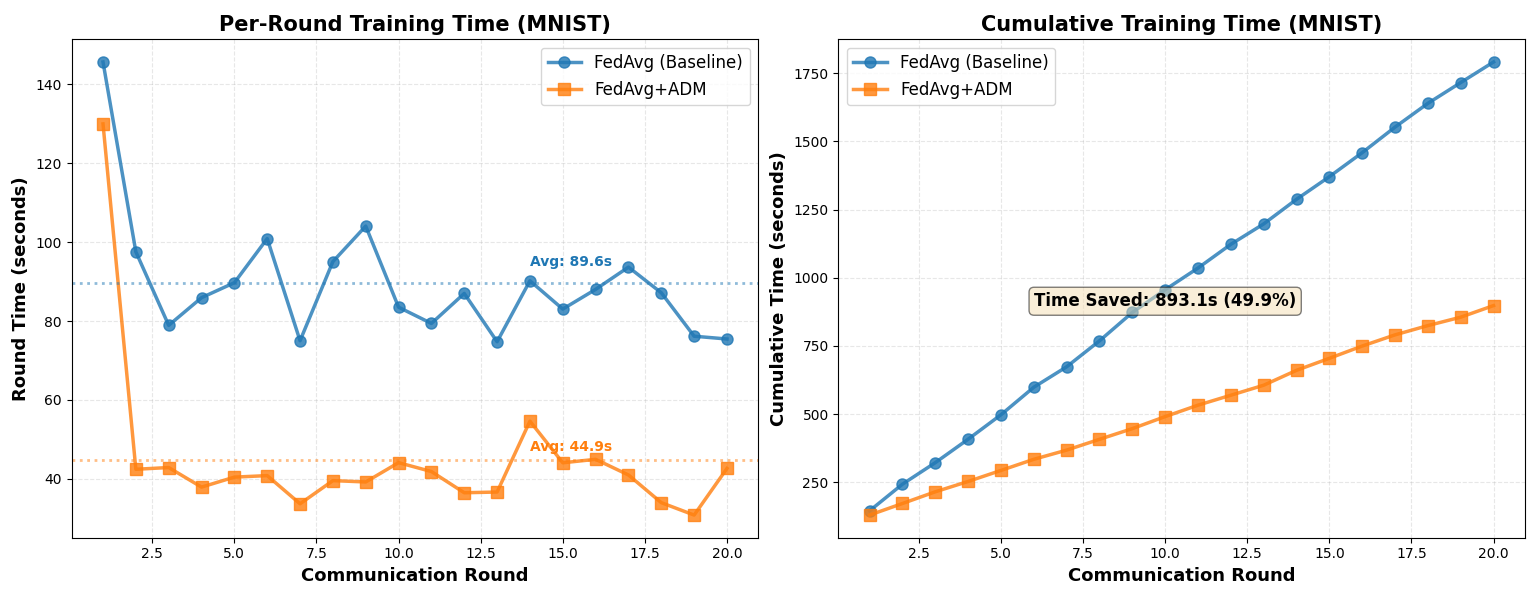 Per-Round Training Time (MNIST)
FedAvg (Baseline)
FedAvg+ADM
Avg: 89.6s
Avg: 44.9s
Round Time (seconds)
140
120
100
80
60
40
2.5
5.0
7.5
10.0
12.5
15.0
17.5
20.0
Communication Round
Cumulative Training Time (MNIST)
FedAvg (Baseline)
FedAvg+ADM
Time Saved: 893.1s (49.9%)
Cumulative Time (seconds)
1750
1500
1250
1000
750
500
250
2.5
5.0
7.5
10.0
12.5
15.0
17.5
20.0
Communication Round